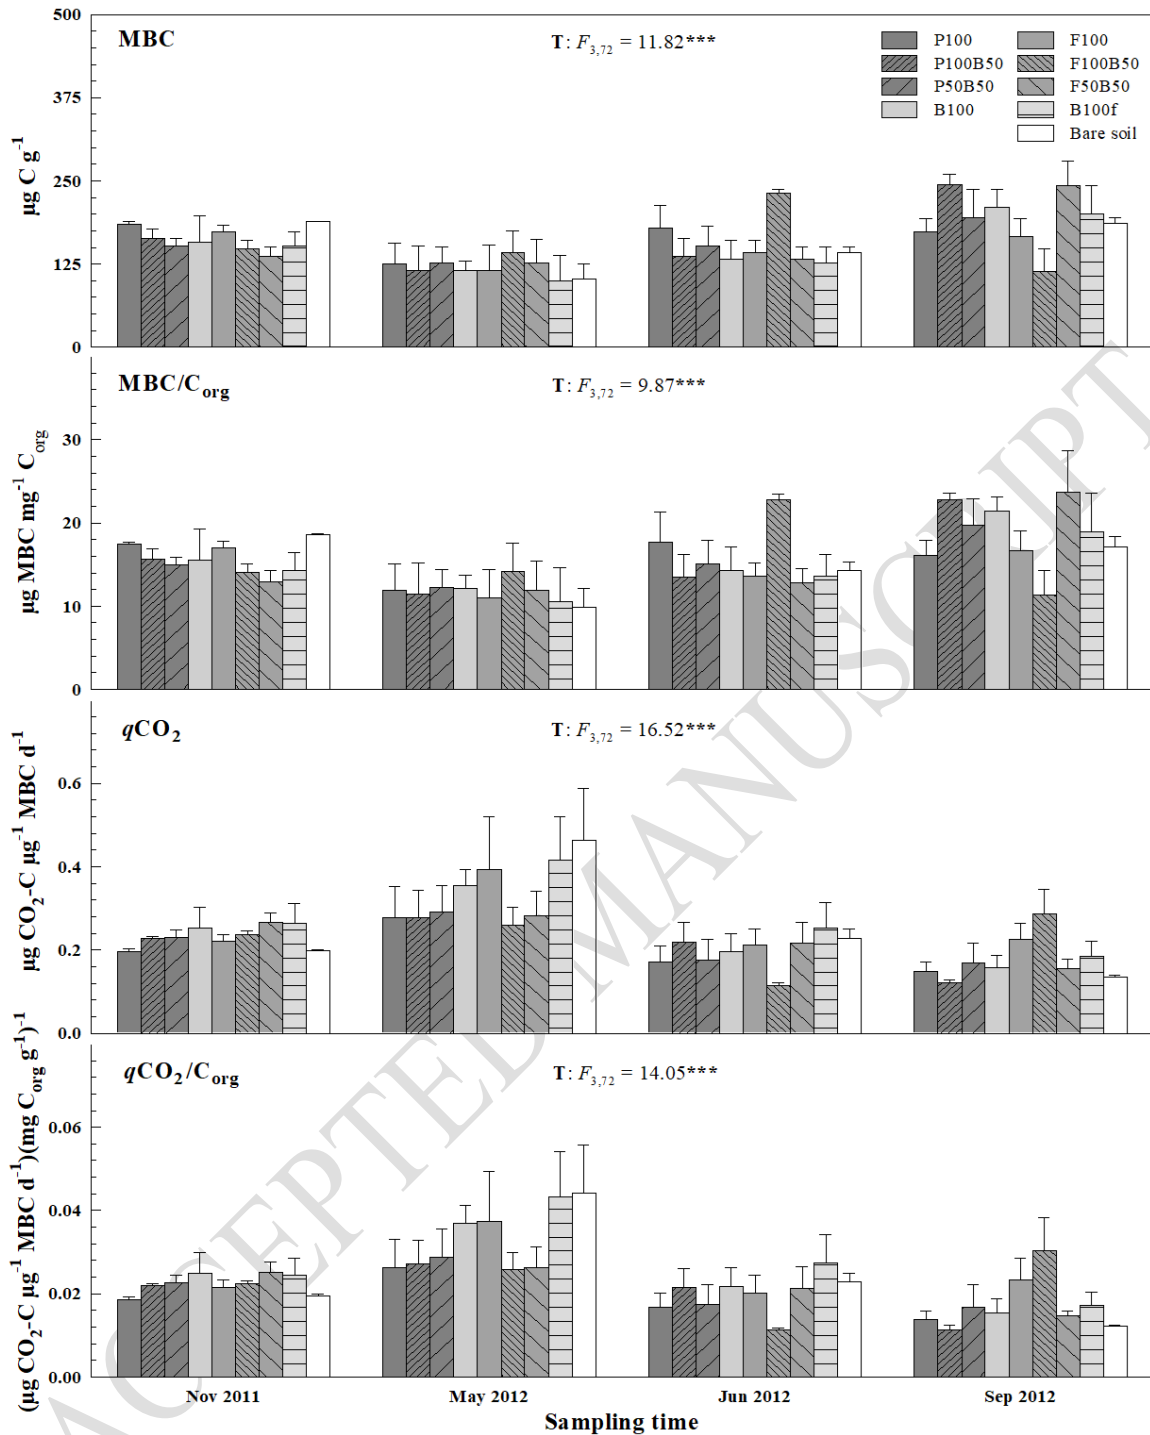 MBC
T: F3,72 = 11.82***
P100
F100
P100B50
F100B50
P50B50
F50B50
B100
B100f
Bare soil
500
375
250
125
0
µg C g-1
MBC/Corg
T: F3,72 = 9.87***
30
20
10
0
µg MBC mg-1 Corg
qCO2
T: F3,72 = 16.52***
0.6
0.4
0.2
0.0
µg CO2-C µg-1 MBC d-1
qCO2/Corg
T: F3,72 = 14.05***
0.06
0.04
0.02
0.00
(µg CO2-C µg-1 MBC d-1)(mg Corg g-1)-1
Nov 2011
May 2012
Jun 2012
Sep 2012
Sampling time
ACCEPTED MANUSCRIPT